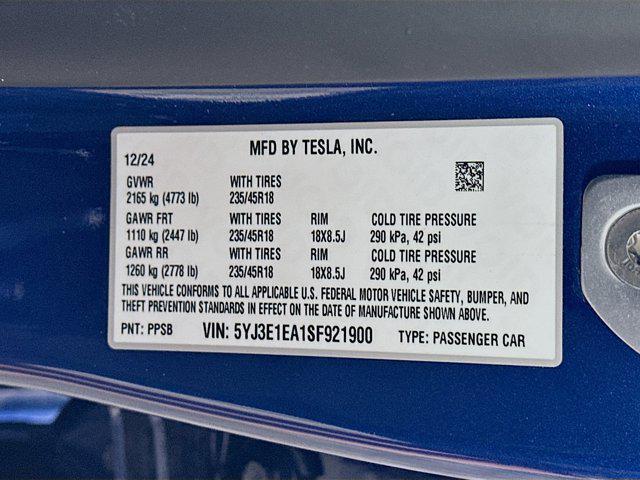 MFD BY TESLA, INC.
12/24
GVWR WITH TIRES
2165 kg (4773 lb) 235/45R18
GAWR FRT WITH TIRES RIM COLD TIRE PRESSURE
1110 kg (2447 lb) 235/45R18 18X8.5J 290 kPa, 42 psi
GAWR RR WITH TIRES RIM COLD TIRE PRESSURE
1260 kg (2778 lb) 235/45R18 18X8.5J 290 kPa, 42 psi
THIS VEHICLE CONFORMS TO ALL APPLICABLE U.S. FEDERAL MOTOR VEHICLE SAFETY, BUMPER, AND
THEFT PREVENTION STANDARDS IN EFFECT ON THE DATE OF MANUFACTURE SHOWN ABOVE.
PNT: PPSB VIN: 5YJ3E1EA1SF921900 TYPE: PASSENGER CAR